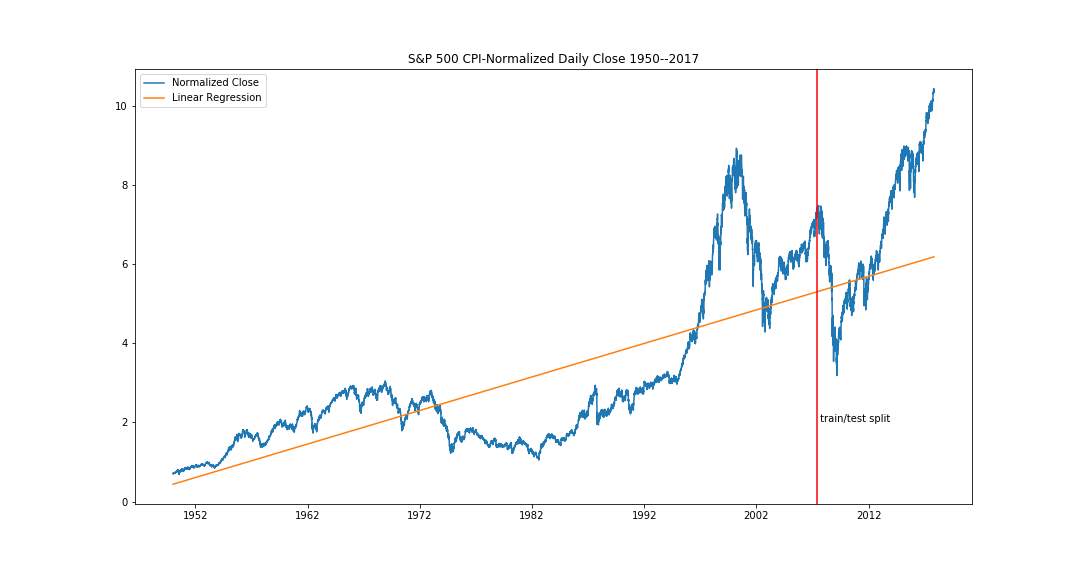 S&P 500 CPI-Normalized Daily Close 1950--2017
Normalized Close
Linear Regression
10
8
6
4
2
0
train/test split
1952 1962 1972 1982 1992 2002 2012